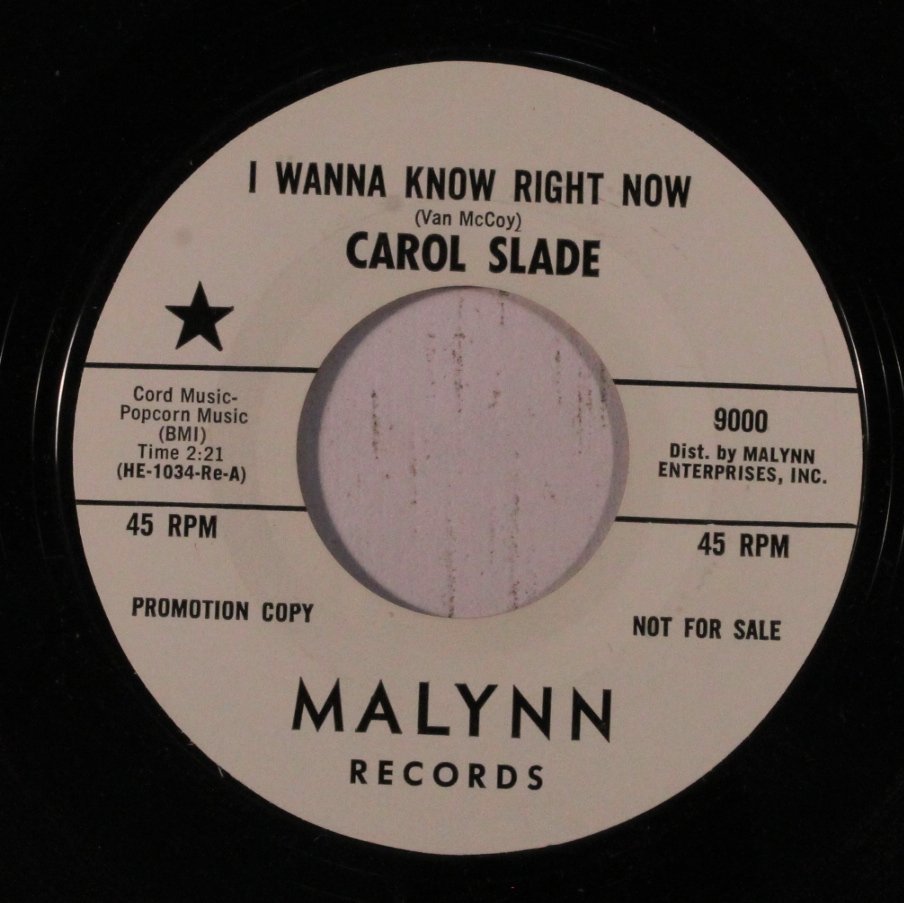 I WANNA KNOW RIGHT NOW
(Van McCoy)
CAROL SLADE
Cord Music-
Popcorn Music
(BMI)
Time 2:21
(HE-1034-Re-A)
9000
Dist. by MALYNN
ENTERPRISES, INC.
45 RPM
45 RPM
PROMOTION COPY
NOT FOR SALE
MALYNN
RECORDS